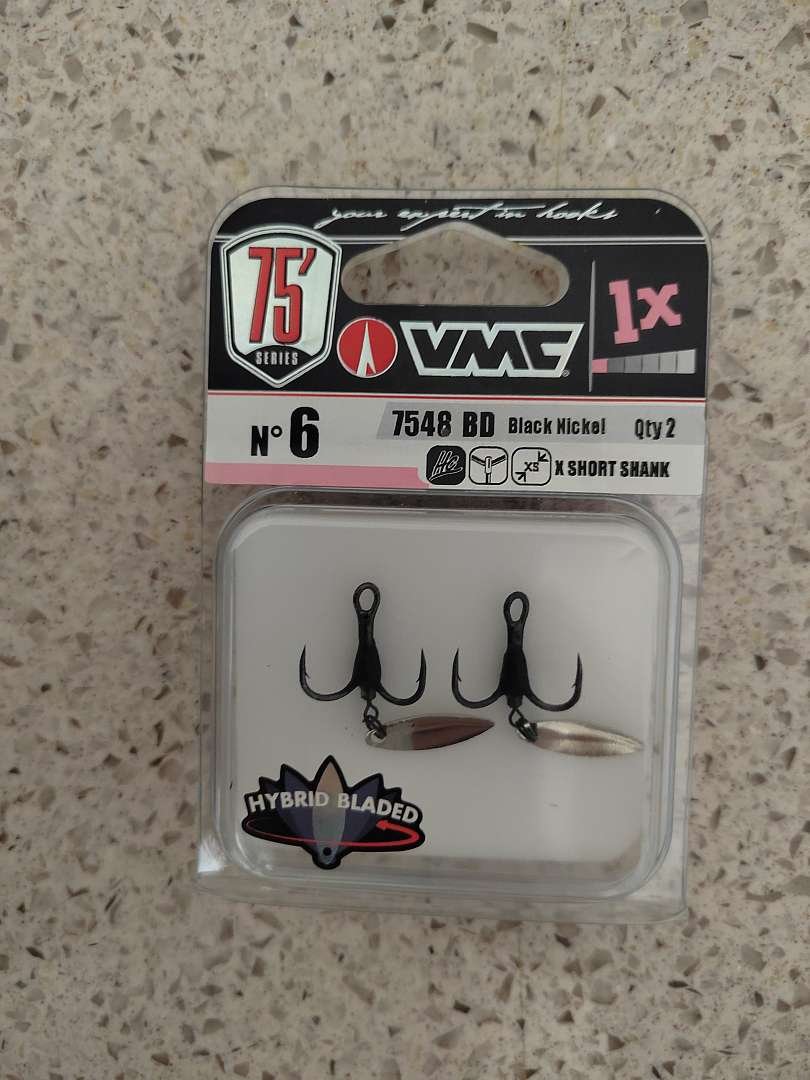 your expert in hooks
75'
SERIES
VMC®
1x
N° 6
7548 BD Black Nickel Qty 2
XS X SHORT SHANK
HYBRID BLADED